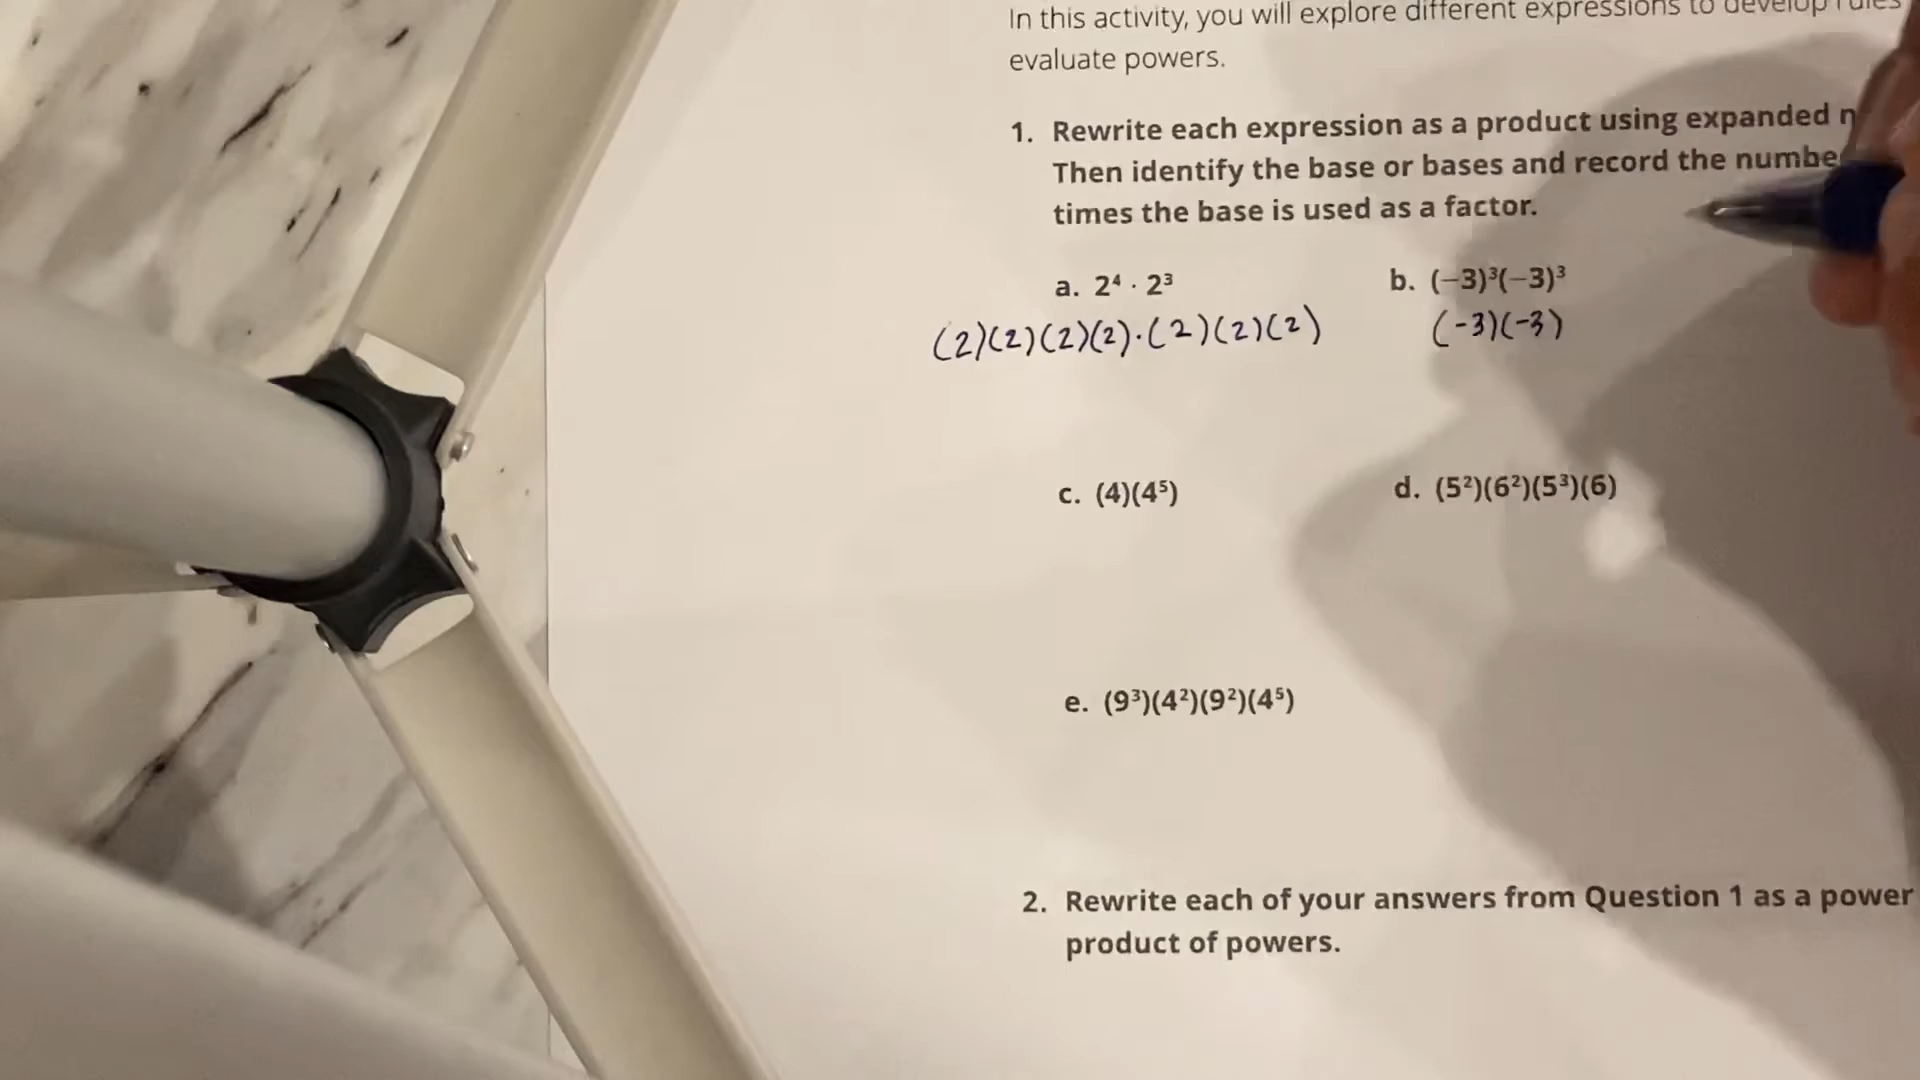 In this activity, you will explore different expressions to develop rules
evaluate powers.
1. Rewrite each expression as a product using expanded
Then identify the base or bases and record the
times the base is used as a factor.
a. 2⁴ · 2³ b. (−3)³(−3)³
(2)(2)(2)(2)·(2)(2)(2) (-3)(-3)
c. (4)(4⁵) d. (5²)(6²)(5³)(6)
e. (9³)(4²)(9²)(4⁵)
2. Rewrite each of your answers from Question 1 as a power
product of powers.